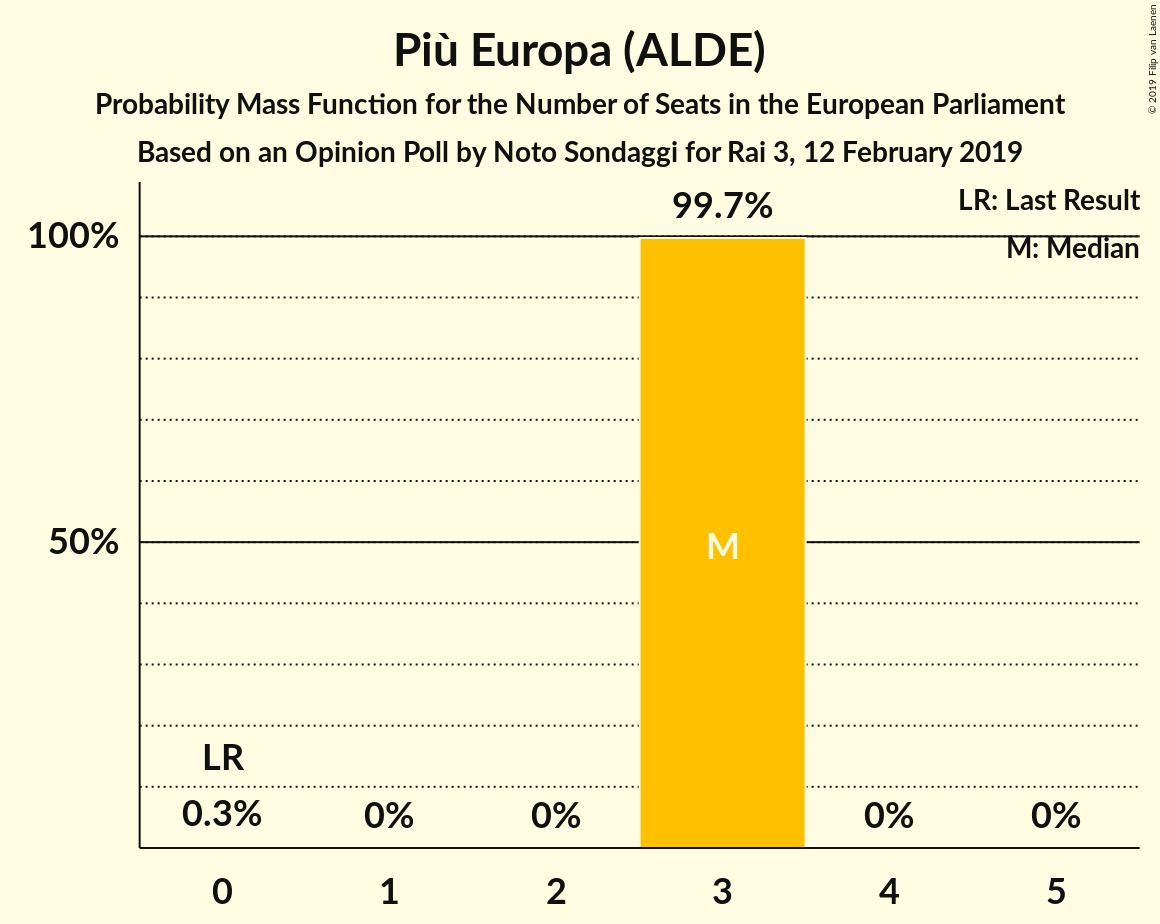 Più Europa (ALDE)
Probability Mass Function for the Number of Seats in the European Parliament
Based on an Opinion Poll by Noto Sondaggi for Rai 3, 12 February 2019
© 2019 Filip van Laenen
99.7%
LR: Last Result
M: Median
100%
50%
M
LR
0.3%
0%
0%
0%
0%
0
1
2
3
4
5